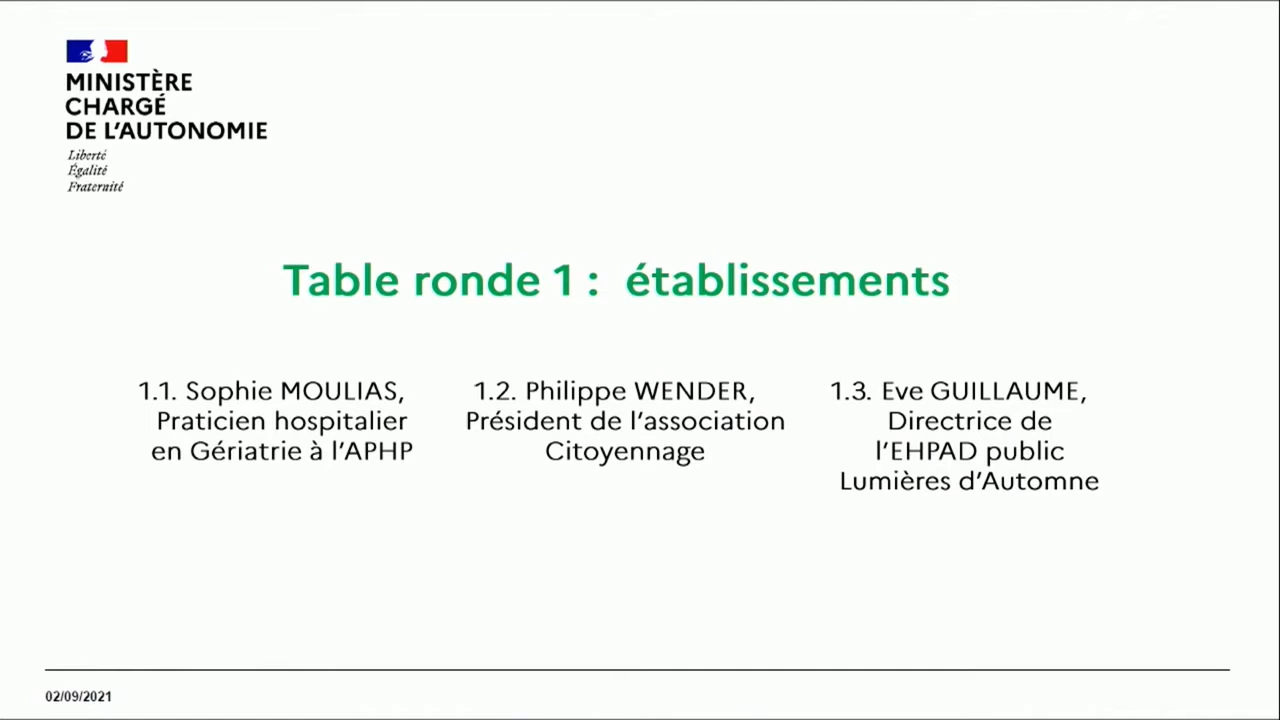 MINISTÈRE
CHARGÉ
DE L'AUTONOMIE
Liberté
Égalité
Fraternité
Table ronde 1 : établissements
1.1. Sophie MOULIAS,
Praticien hospitalier
en Gériatrie à l'APHP
1.2. Philippe WENDER,
Président de l'association
Citoyennage
1.3. Eve GUILLAUME,
Directrice de
l'EHPAD public
Lumières d'Automne
02/09/2021